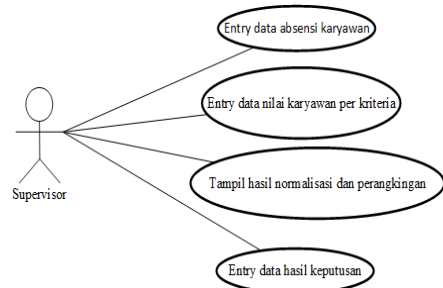 Entry data absensi karyawan
Entry data nilai karyawan per kriteria
Tampil hasil normalisasi dan perangkingan
Supervisor
Entry data hasil keputusan